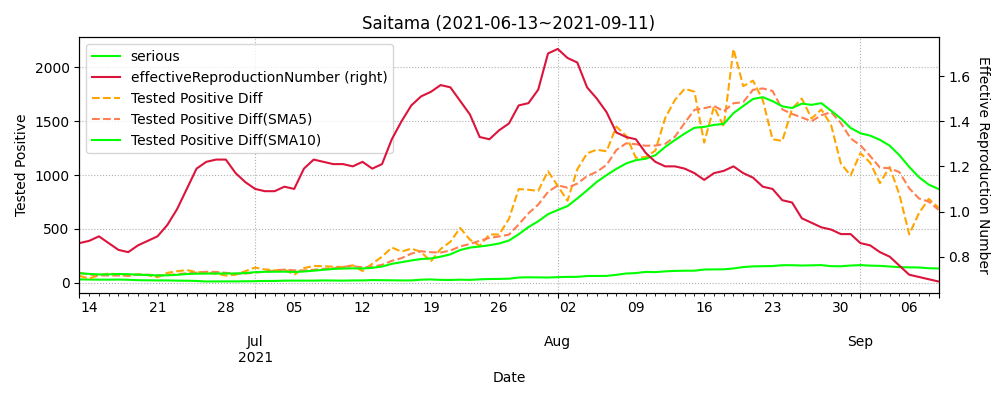 Saitama (2021-06-13~2021-09-11)
serious
effectiveReproductionNumber (right)
Tested Positive Diff
Tested Positive Diff(SMA5)
Tested Positive Diff(SMA10)
Tested Positive
2000
1500
1000
500
0
Effective Reproduction Number
1.6
1.4
1.2
1.0
0.8
14 21 28 05 12 19 26 02 09 16 23 30 06
Jul Aug Sep
2021
Date